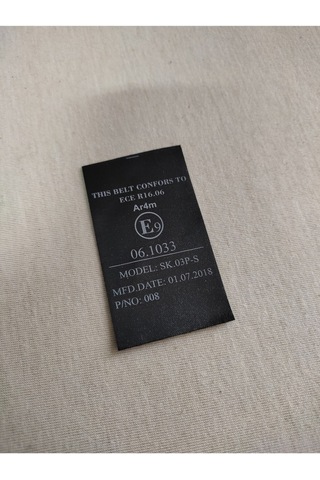 THIS BELT CONFORS TO
ECE R16.06
Ar4m
E9
06.1033
MODEL: SK.03P-S
MFD.DATE: 01.07.2018
P/NO: 008